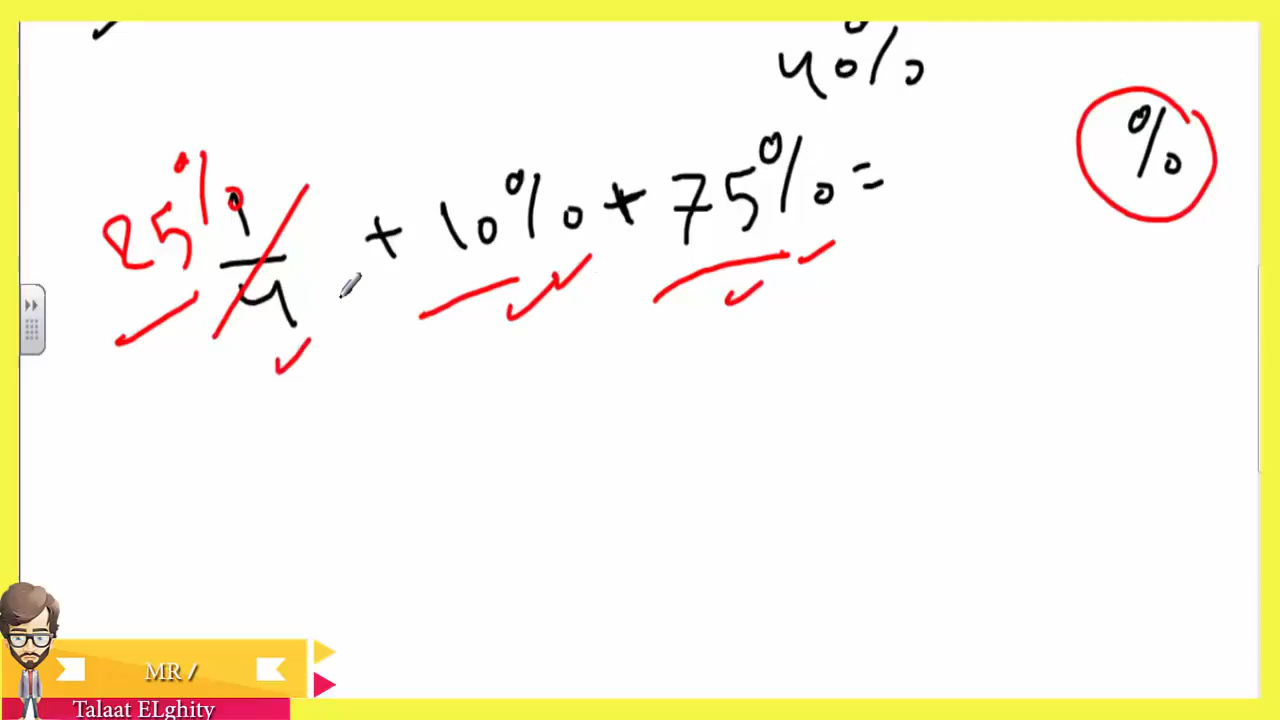 40%
%
25% 1/4 + 10% + 75% =
MR /
Talaat ELghity